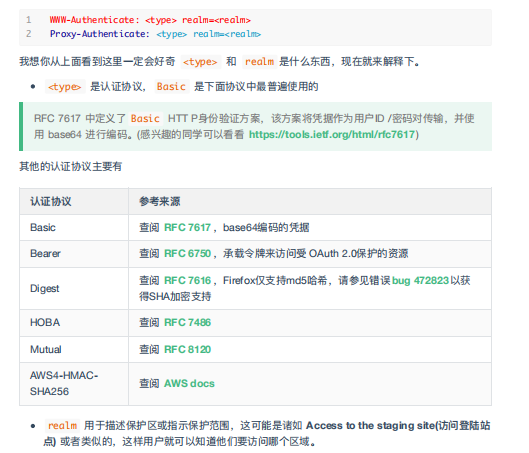 1 WWW-Authenticate: <type> realm=<realm>
2 Proxy-Authenticate: <type> realm=<realm>
我想你从上面看到这里一定会好奇 <type> 和 realm 是什么东西，现在就来解释下。
• <type> 是认证协议， Basic 是下面协议中最普遍使用的
RFC 7617 中定义了 Basic HTT P身份验证方案，该方案将凭据作为用户ID /密码对传输，并使
用 base64 进行编码。(感兴趣的同学可以看看 https://tools.ietf.org/html/rfc7617)
其他的认证协议主要有
认证协议 参考来源
Basic 查阅 RFC 7617，base64编码的凭据
Bearer 查阅 RFC 6750，承载令牌来访问受 OAuth 2.0保护的资源
Digest 查阅 RFC 7616，Firefox仅支持md5哈希，请参见错误bug 472823以获
得SHA加密支持
HOBA 查阅 RFC 7486
Mutual 查阅 RFC 8120
AWS4-HMAC-
SHA256 查阅 AWS docs
• realm 用于描述保护区或指示保护范围，这可能是诸如 Access to the staging site(访问登陆站
点) 或者类似的，这样用户就可以知道他们要访问哪个区域。